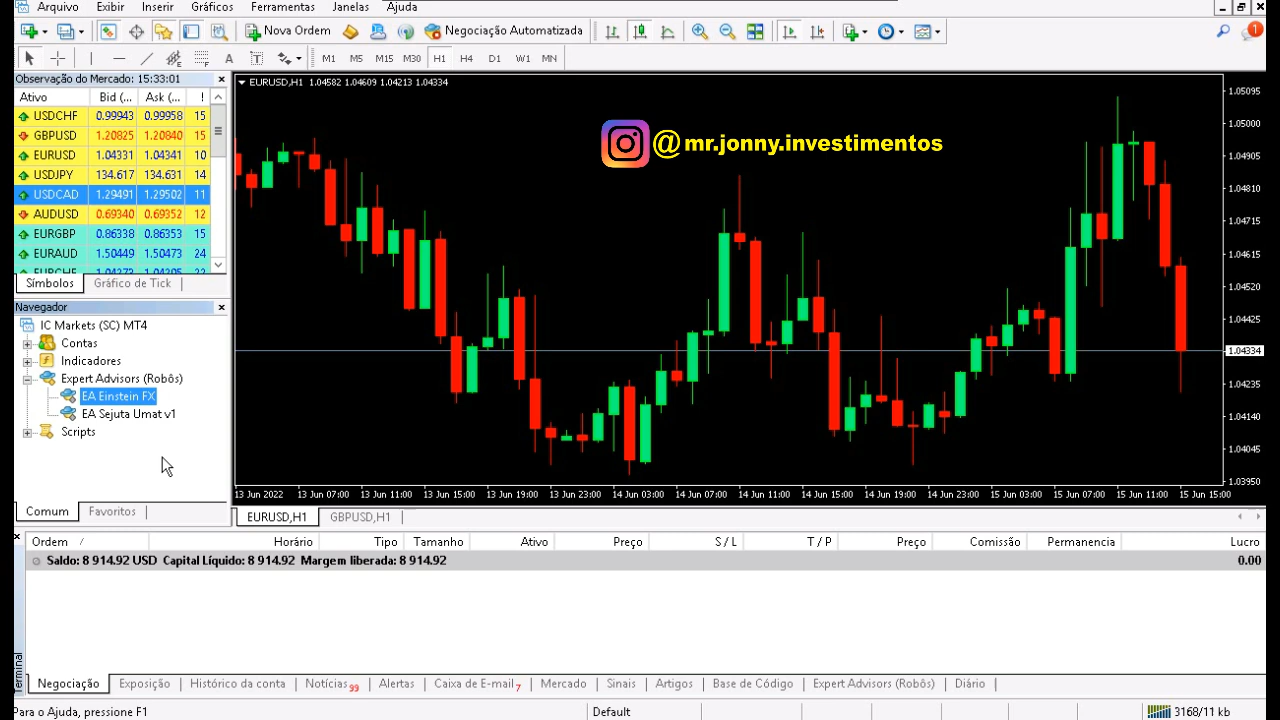 Arquivo Exibir Inserir Gráficos Ferramentas Janelas Ajuda
Nova Ordem Negociação Automatizada 1
A T M1 M5 M15 M30 H1 H4 D1 W1 MN
Observação do Mercado: 15:33:01
Ativo Bid (... Ask (... !
USDCHF 0.99943 0.99958 15
GBPUSD 1.20825 1.20840 15
EURUSD 1.04331 1.04341 10
USDJPY 134.617 134.631 14
USDCAD 1.29491 1.29502 11
AUDUSD 0.69340 0.69352 12
EURGBP 0.86338 0.86353 15
EURAUD 1.50449 1.50473 24
Símbolos Gráfico de Tick
Navegador
IC Markets (SC) MT4
Contas
Indicadores
Expert Advisors (Robôs)
EA Einstein FX
EA Sejuta Umat v1
Scripts
Comum Favoritos
EURUSD,H1 1.04582 1.04609 1.04213 1.04334
@mr.jonny.investimentos
1.05095
1.05000
1.04905
1.04810
1.04715
1.04615
1.04520
1.04425
1.04334
1.04235
1.04140
1.04045
1.03950
13 Jun 2022 13 Jun 07:00 13 Jun 11:00 13 Jun 15:00 13 Jun 19:00 13 Jun 23:00 14 Jun 03:00 14 Jun 07:00 14 Jun 11:00 14 Jun 15:00 14 Jun 19:00 14 Jun 23:00 15 Jun 03:00 15 Jun 07:00 15 Jun 11:00 15 Jun 15:00
EURUSD,H1 GBPUSD,H1
Ordem / Horário Tipo Tamanho Ativo Preço S / L T / P Preço Comissão Permanencia Lucro
Saldo: 8 914.92 USD Capital Líquido: 8 914.92 Margem liberada: 8 914.92 0.00
Terminal
Negociação Exposição Histórico da conta Notícias 99 Alertas Caixa de E-mail 7 Mercado Sinais Artigos Base de Código Expert Advisors (Robôs) Diário
Para o Ajuda, pressione F1 Default 3168/11 kb